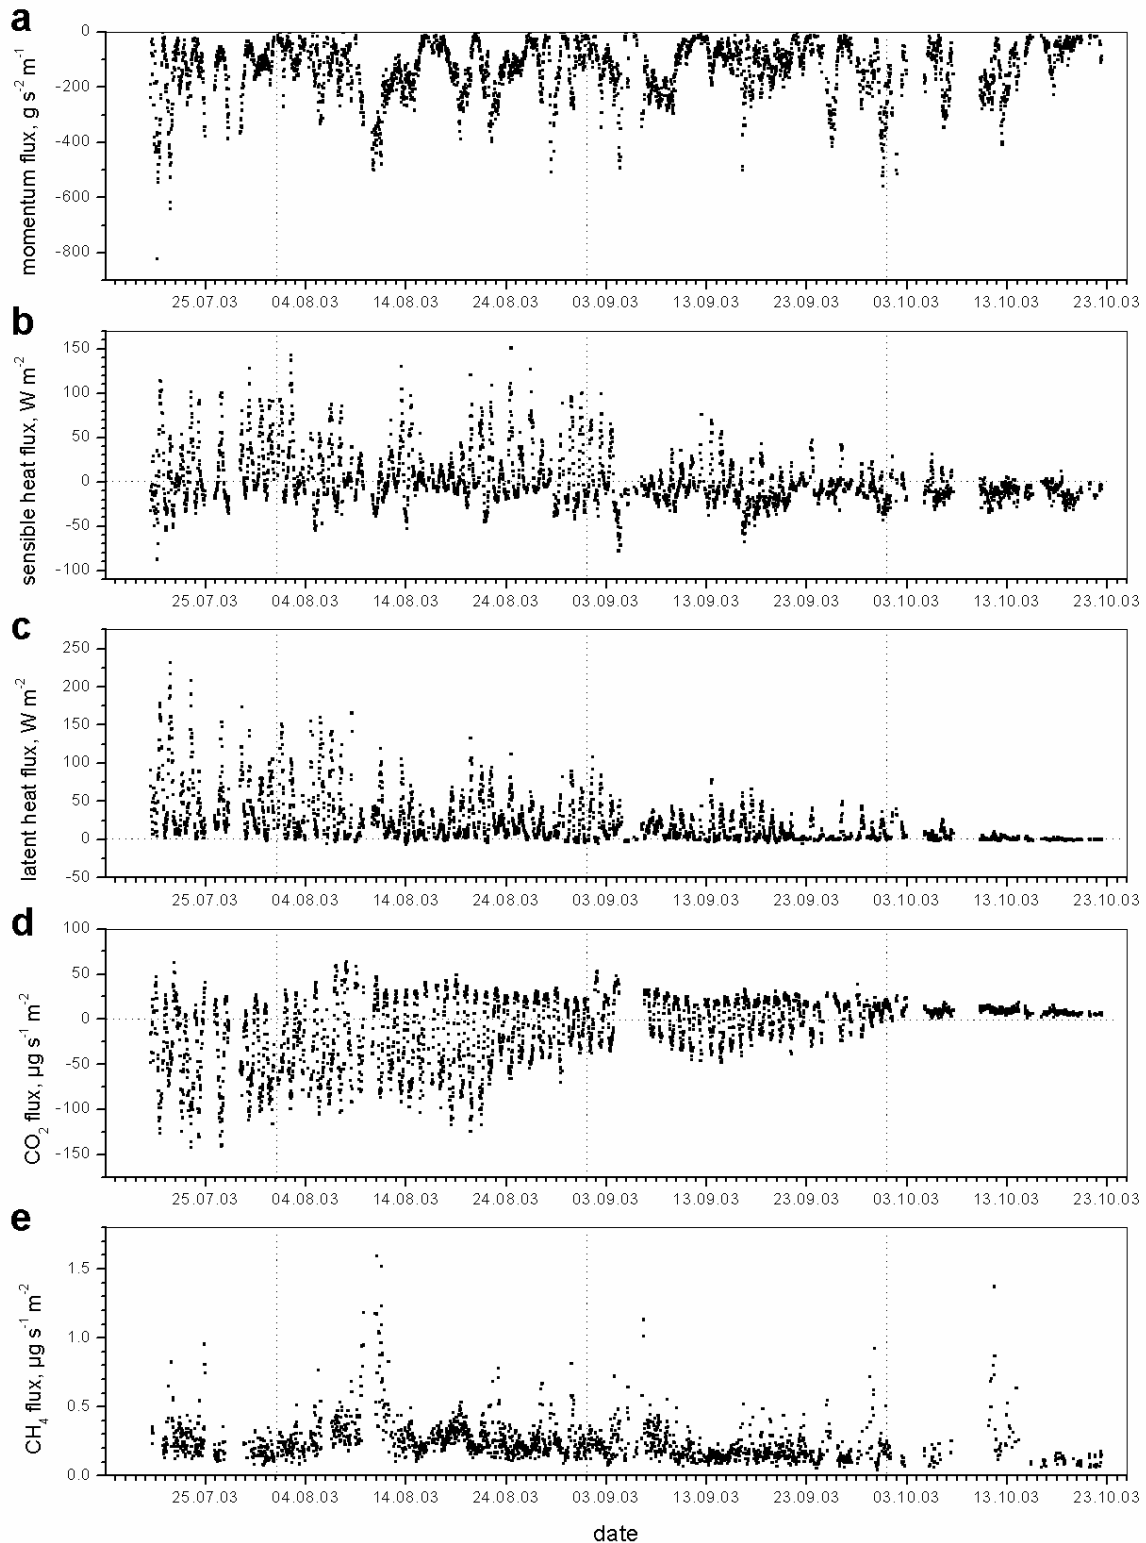 a
momentum flux, g s⁻² m⁻¹
0
-200
-400
-600
-800
25.07.03 04.08.03 14.08.03 24.08.03 03.09.03 13.09.03 23.09.03 03.10.03 13.10.03 23.10.03
b
sensible heat flux, W m⁻²
150
100
50
0
-50
-100
25.07.03 04.08.03 14.08.03 24.08.03 03.09.03 13.09.03 23.09.03 03.10.03 13.10.03 23.10.03
c
latent heat flux, W m⁻²
250
200
150
100
50
0
-50
25.07.03 04.08.03 14.08.03 24.08.03 03.09.03 13.09.03 23.09.03 03.10.03 13.10.03 23.10.03
d
CO₂ flux, µg s⁻¹ m⁻²
100
50
0
-50
-100
-150
25.07.03 04.08.03 14.08.03 24.08.03 03.09.03 13.09.03 23.09.03 03.10.03 13.10.03 23.10.03
e
CH₄ flux, µg s⁻¹ m⁻²
1.5
1.0
0.5
0.0
25.07.03 04.08.03 14.08.03 24.08.03 03.09.03 13.09.03 23.09.03 03.10.03 13.10.03 23.10.03
date